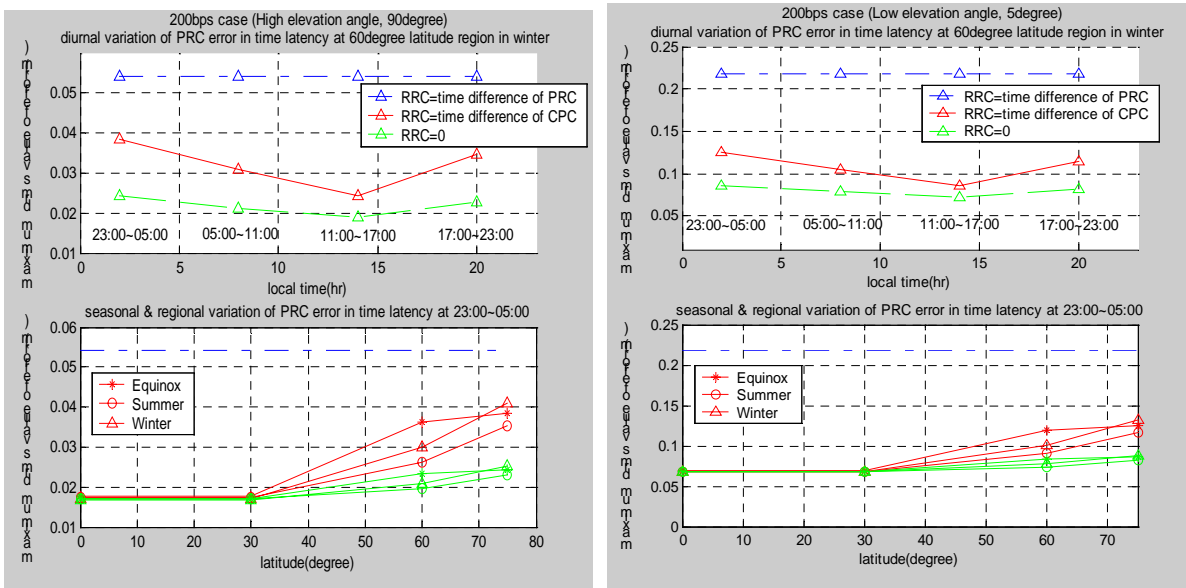 200bps case (High elevation angle, 90degree)
diurnal variation of PRC error in time latency at 60degree latitude region in winter
0.05
0.04
0.03
0.02
0.01
RRC=time difference of PRC
RRC=time difference of CPC
RRC=0
23:00~05:00
05:00~11:00
11:00~17:00
17:00~23:00
0
5
10
15
20
local time(hr)
seasonal & regional variation of PRC error in time latency at 23:00~05:00
0.06
0.05
0.04
0.03
0.02
0.01
Equinox
Summer
Winter
0
10
20
30
40
50
60
70
80
latitude(degree)
200bps case (Low elevation angle, 5degree)
diurnal variation of PRC error in time latency at 60degree latitude region in winter
0.25
0.2
0.15
0.1
0.05
RRC=time difference of PRC
RRC=time difference of CPC
RRC=0
23:00~05:00
05:00~11:00
11:00~17:00
17:00~23:00
0
5
10
15
20
local time(hr)
seasonal & regional variation of PRC error in time latency at 23:00~05:00
0.25
0.2
0.15
0.1
0.05
0
Equinox
Summer
Winter
0
10
20
30
40
50
60
70
latitude(degree)